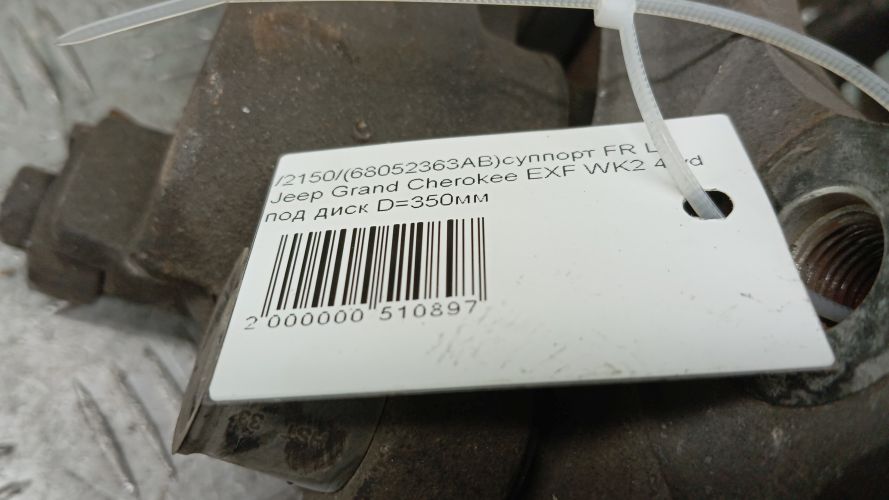 /2150/(68052363AB)суппорт FR L
Jeep Grand Cherokee EXF WK2 4
под диск D=350мм
2 000000 510897